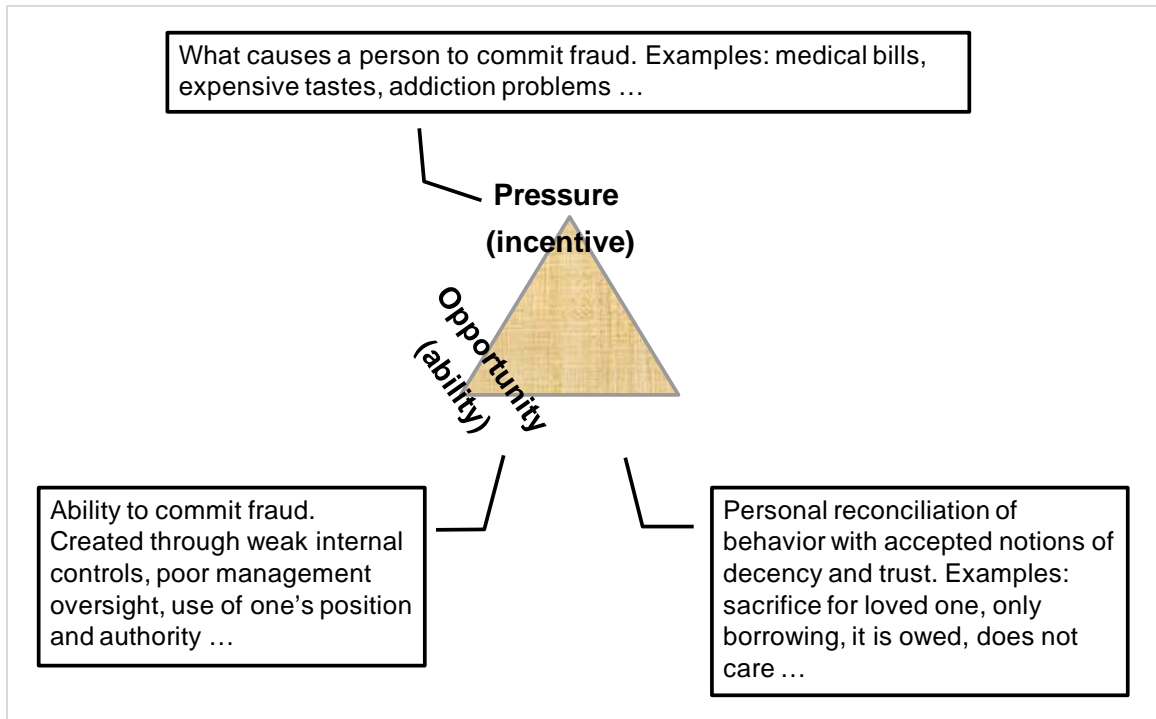 What causes a person to commit fraud. Examples: medical bills,
expensive tastes, addiction problems …
Pressure
(incentive)
Opportunity
(ability)
Ability to commit fraud.
Created through weak internal
controls, poor management
oversight, use of one’s position
and authority …
Personal reconciliation of
behavior with accepted notions of
decency and trust. Examples:
sacrifice for loved one, only
borrowing, it is owed, does not
care …